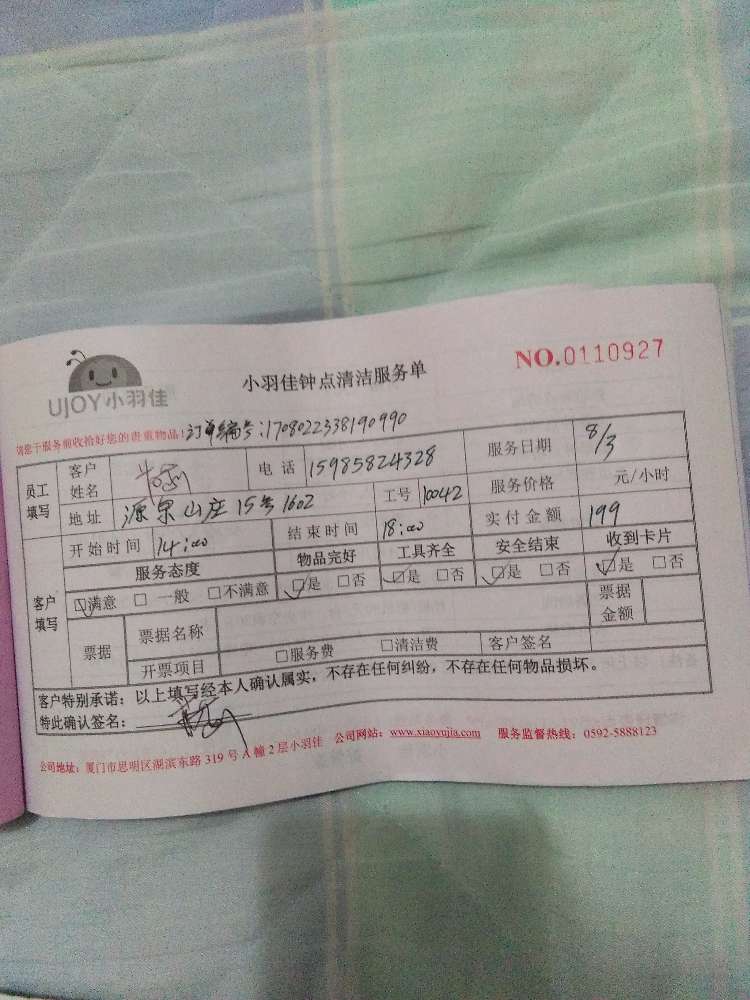 UJOY小羽佳
小羽佳钟点清洁服务单
NO.0110927
请您于服务前收拾好您的贵重物品! 订单编号:1708022338190990
员工填写 客户姓名 电话 15985824328 服务日期 8/3
地址 源泉山庄15号1602 工号 10042 服务价格 元/小时
客户填写 开始时间 14:00 结束时间 18:00 实付金额 199
服务态度 物品完好 工具齐全 安全结束 收到卡片
☑满意 □一般 □不满意 ☑是 □否 ☑是 □否 ☑是 □否 ☑是 □否
票据 票据名称 票据金额
开票项目 □服务费 □清洁费 客户签名
客户特别承诺:以上填写经本人确认属实,不存在任何纠纷,不存在任何物品损坏。
特此确认签名:
公司地址:厦门市思明区湖滨东路319号A幢2层小羽佳 公司网站:www.xiaoyujia.com 服务监督热线:0592-5888123